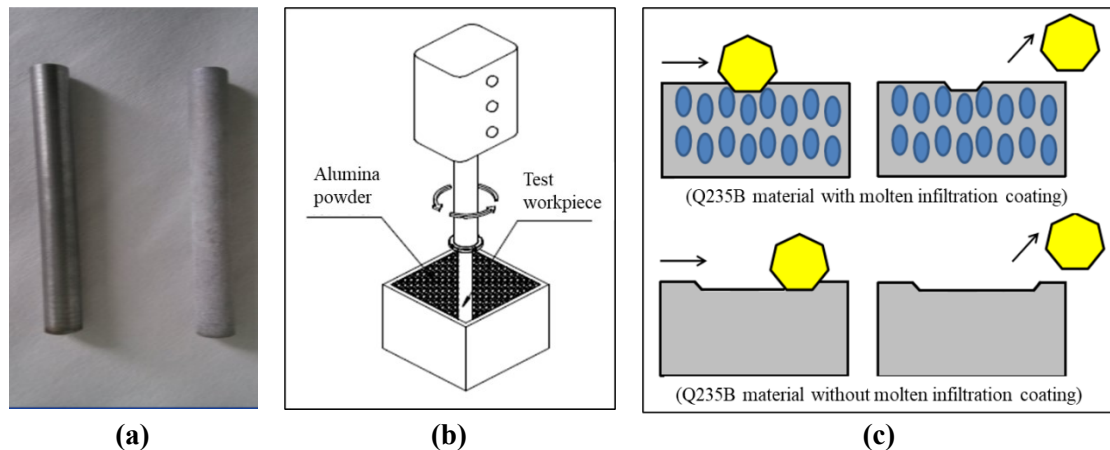 Alumina
powder
Test
workpiece
(Q235B material with molten infiltration coating)
(Q235B material without molten infiltration coating)
(a)
(b)
(c)